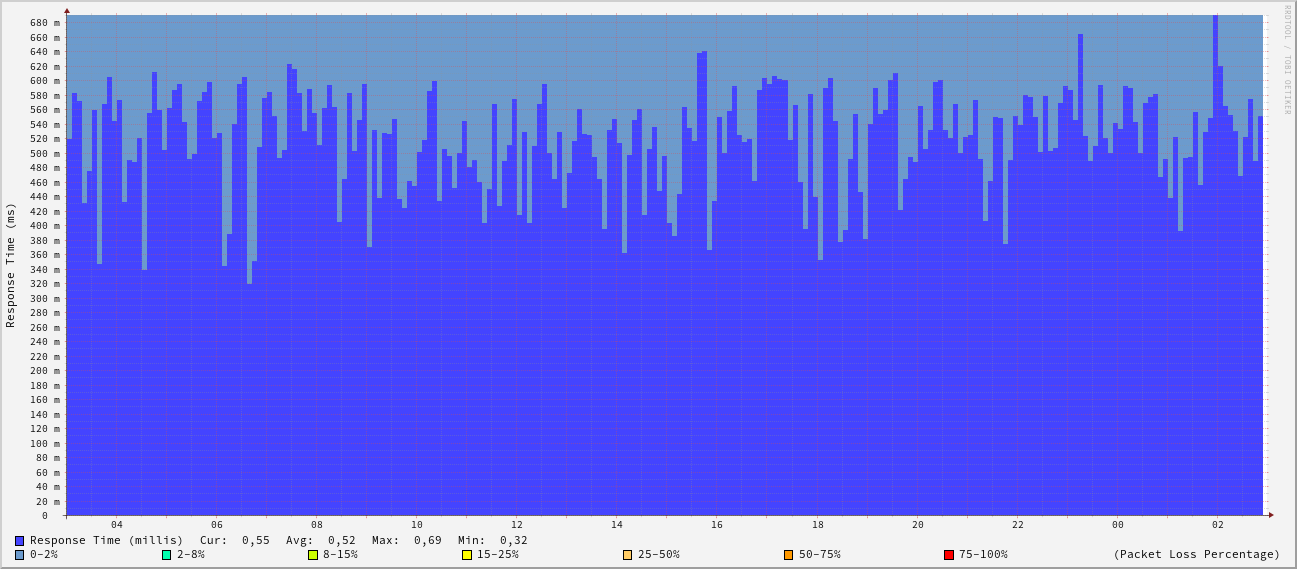 RRDTOOL / TOBI OETIKER
Response Time (ms)
680 m
660 m
640 m
620 m
600 m
580 m
560 m
540 m
520 m
500 m
480 m
460 m
440 m
420 m
400 m
380 m
360 m
340 m
320 m
300 m
280 m
260 m
240 m
220 m
200 m
180 m
160 m
140 m
120 m
100 m
80 m
60 m
40 m
20 m
0
04 06 08 10 12 14 16 18 20 22 00 02
Response Time (millis) Cur: 0,55 Avg: 0,52 Max: 0,69 Min: 0,32
0-2% 2-8% 8-15% 15-25% 25-50% 50-75% 75-100% (Packet Loss Percentage)